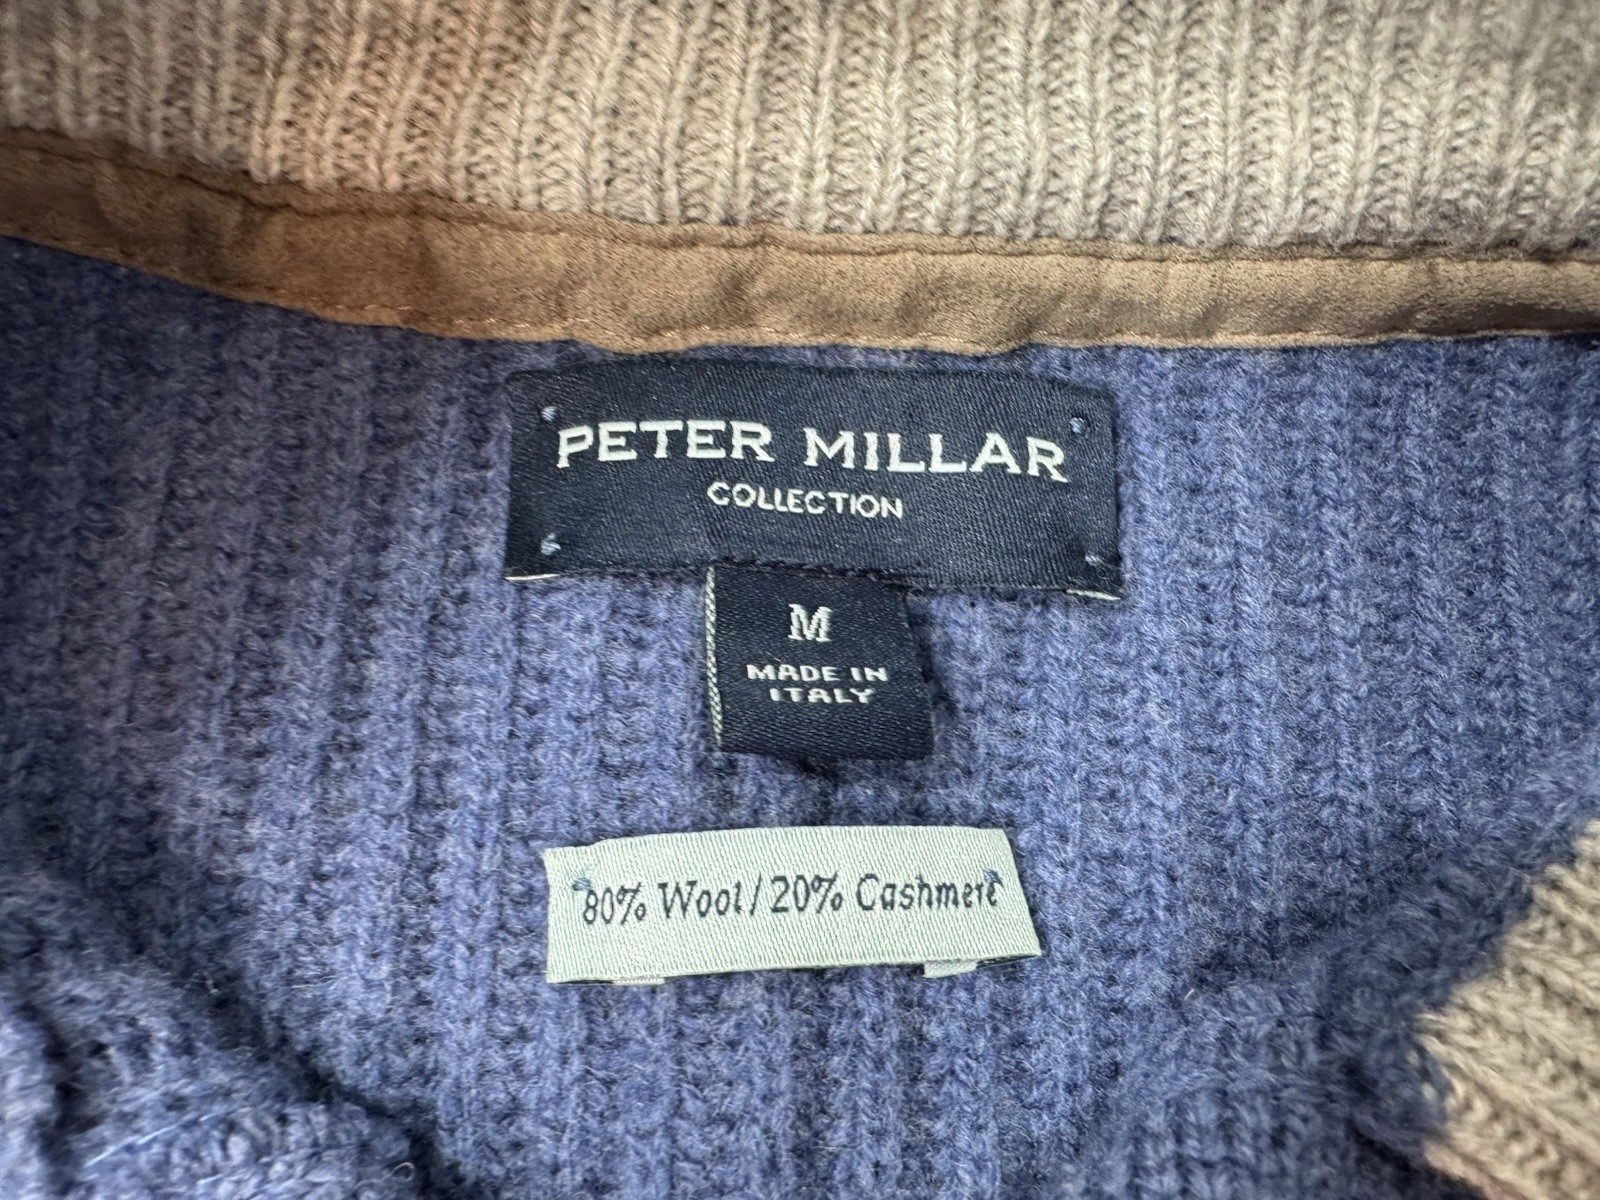 PETER MILLAR
COLLECTION
M
MADE IN
ITALY
80% Wool/20% Cashmere